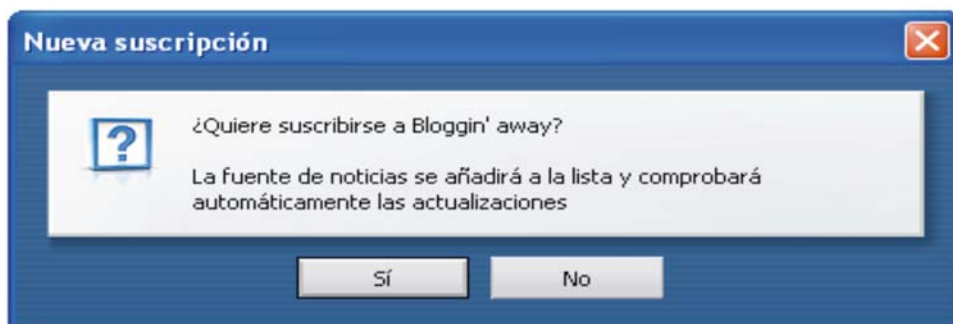 Nueva suscripción
¿Quiere suscribirse a Bloggin' away?
La fuente de noticias se añadirá a la lista y comprobará
automáticamente las actualizaciones
Sí
No